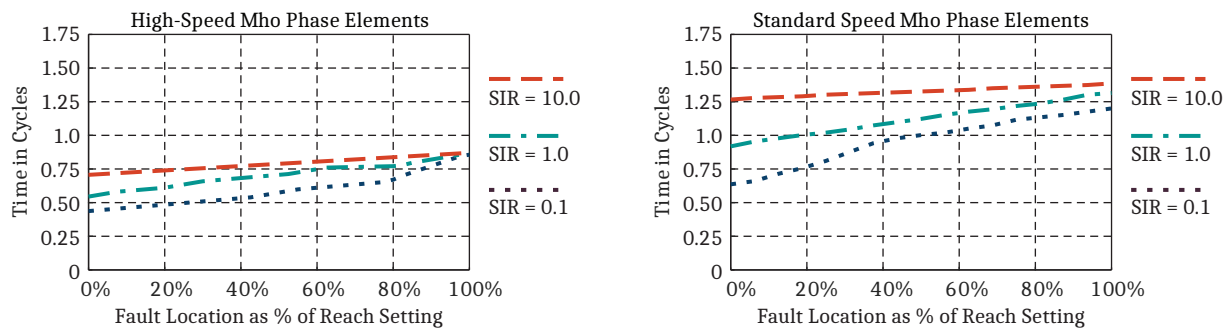 High-Speed Mho Phase Elements
Time in Cycles
1.75
1.50
1.25
1.0
0.75
0.50
0.25
0
0% 20% 40% 60% 80% 100%
Fault Location as % of Reach Setting
SIR = 10.0
SIR = 1.0
SIR = 0.1
Standard Speed Mho Phase Elements
Time in Cycles
1.75
1.50
1.25
1.0
0.75
0.50
0.25
0
0% 20% 40% 60% 80% 100%
Fault Location as % of Reach Setting
SIR = 10.0
SIR = 1.0
SIR = 0.1